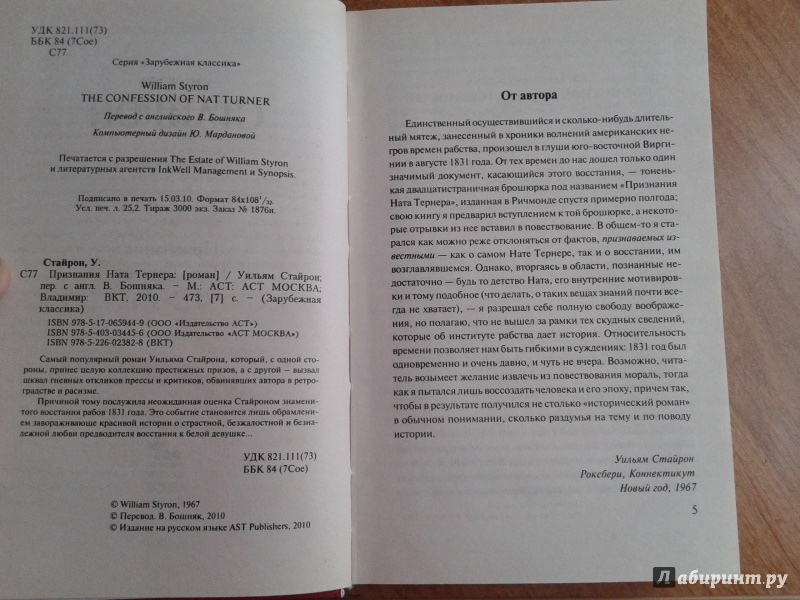 УДК 821.111(73)
ББК 84 (7Сое)
С77
Серия «Зарубежная классика»
William Styron
THE CONFESSION OF NAT TURNER
Перевод с английского В. Бошняка
Компьютерный дизайн Ю. Мардановой
Печатается с разрешения The Estate of William Styron
и литературных агентств InkWell Management и Synopsis.
Подписано в печать 15.03.10. Формат 84x108 1/32.
Усл. печ. л. 25,2. Тираж 3000 экз. Заказ № 1876и.
Стайрон, У.
С77 Признания Ната Тернера: [роман] / Уильям Стайрон;
пер. с англ. В. Бошняка. – М.: АСТ: АСТ МОСКВА;
Владимир: ВКТ, 2010. – 473, [7] с. – (Зарубежная
классика)
ISBN 978-5-17-065944-9 (ООО «Издательство АСТ»)
ISBN 978-5-403-03445-6 (ООО «Издательство «АСТ МОСКВА»)
ISBN 978-5-226-02382-8 (ВКТ)
Самый популярный роман Уильяма Стайрона, который, с одной сто-
роны, принес целую коллекцию престижных призов, а с другой – вызвал
шквал гневных откликов прессы и критиков, обвинявших автора в ретро-
градстве и расизме.
Причиной тому послужила неожиданная оценка Стайроном знаменито-
го восстания рабов 1831 года. Это событие становится лишь обрамлени-
ем завораживающе красивой истории о страстной, безжалостной и безна-
дежной любви предводителя восстания к белой девушке...
УДК 821.111(73)
ББК 84 (7Сое)
© William Styron, 1967
© Перевод. В. Бошняк, 2010
© Издание на русском языке AST Publishers, 2010
От автора
Единственный осуществившийся и сколько-нибудь длитель-
ный мятеж, занесенный в хроники волнений американских не-
гров времен рабства, произошел в глуши юго-восточной Вирги-
нии в августе 1831 года. От тех времен до нас дошел только один
значимый документ, касающийся этого восстания, — тонень-
кая двадцатистраничная брошюрка под названием «Признания
Ната Тернера», изданная в Ричмонде спустя примерно полгода;
свою книгу я предварил вступлением к той брошюрке, а некото-
рые отрывки из нее вставил в повествование. В общем-то я ста-
рался как можно реже отклоняться от фактов, признаваемых из-
вестными — как о самом Нате Тернере, так и о восстании, им
возглавлявшемся. Однако, вторгаясь в области, познанные не-
достаточно — будь то детство Ната, его внутренние мотивиров-
ки и тому подобное (что делать, о таких вещах знаний почти все-
гда не хватает), — я разрешал себе полную свободу воображе-
ния, но полагаю, что не вышел за рамки тех скудных сведений,
которые об институте рабства дает история. Относительность
времени позволяет нам быть гибкими в суждениях: 1831 год был
одновременно и очень давно, и чуть не вчера. Возможно, чита-
тель возымеет желание извлечь из повествования мораль, тогда
как я пытался лишь воссоздать человека и его эпоху, причем так,
чтобы в результате получился не столько «исторический роман»
в обычном понимании, сколько раздумья на тему и по поводу
истории.
Уильям Стайрон
Роксбери, Коннектикут
Новый год, 1967
5
Лабиринт.ру